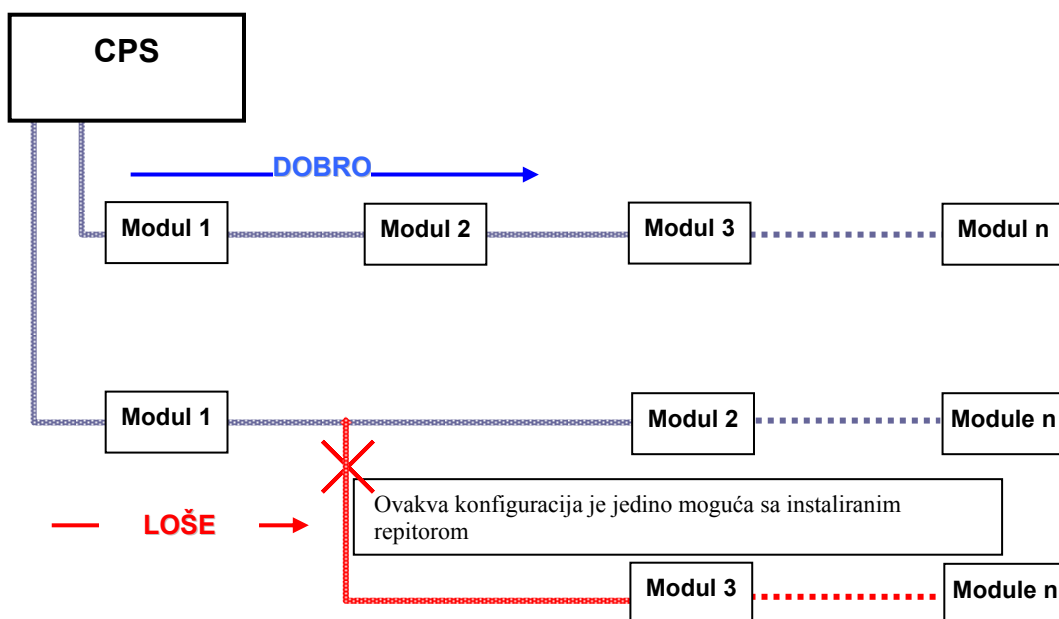 CPS
DOBRO
Modul 1
Modul 2
Modul 3
Modul n
Modul 1
Modul 2
Module n
Ovakva konfiguracija je jedino moguća sa instaliranim
repitorom
LOŠE
Modul 3
Module n